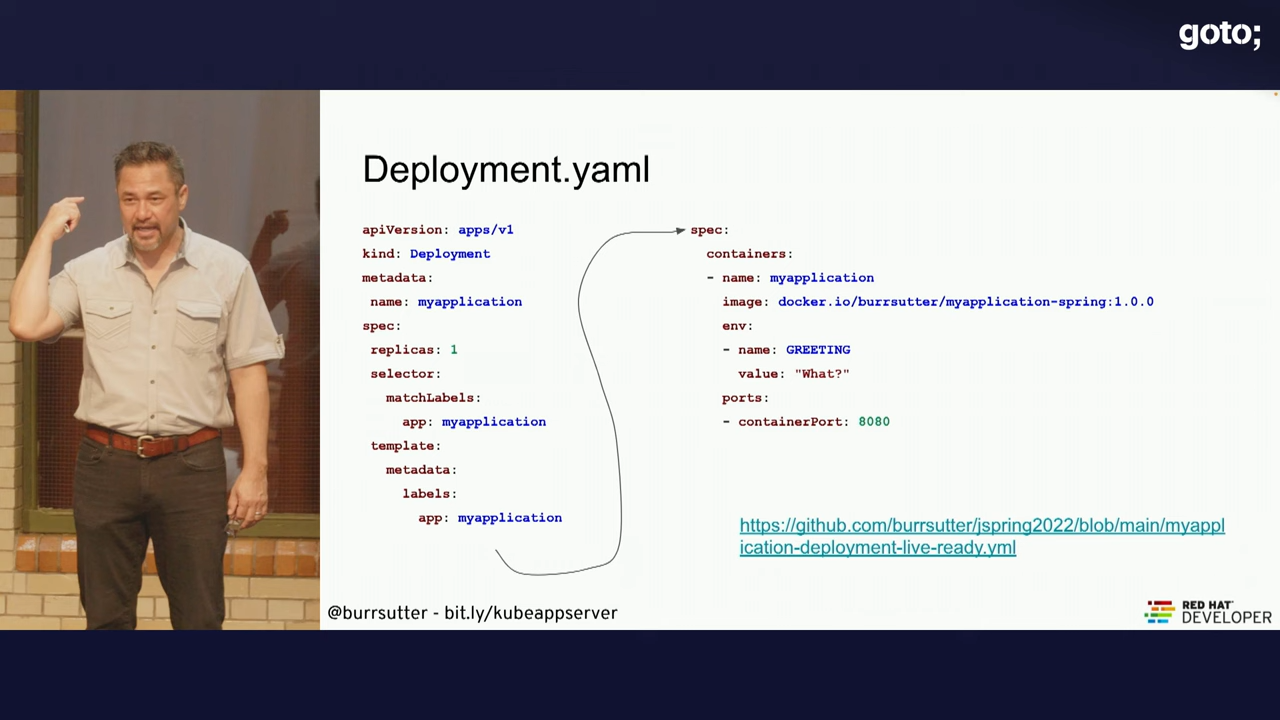 goto;
Deployment.yaml
apiVersion: apps/v1
kind: Deployment
metadata:
name: myapplication
spec:
replicas: 1
selector:
matchLabels:
app: myapplication
template:
metadata:
labels:
app: myapplication
spec:
containers:
- name: myapplication
image: docker.io/burrsutter/myapplication-spring:1.0.0
env:
- name: GREETING
value: "What?"
ports:
- containerPort: 8080
https://github.com/burrsutter/jspring2022/blob/main/myappl
ication-deployment-live-ready.yml
@burrsutter - bit.ly/kubeappserver
RED HAT
DEVELOPER